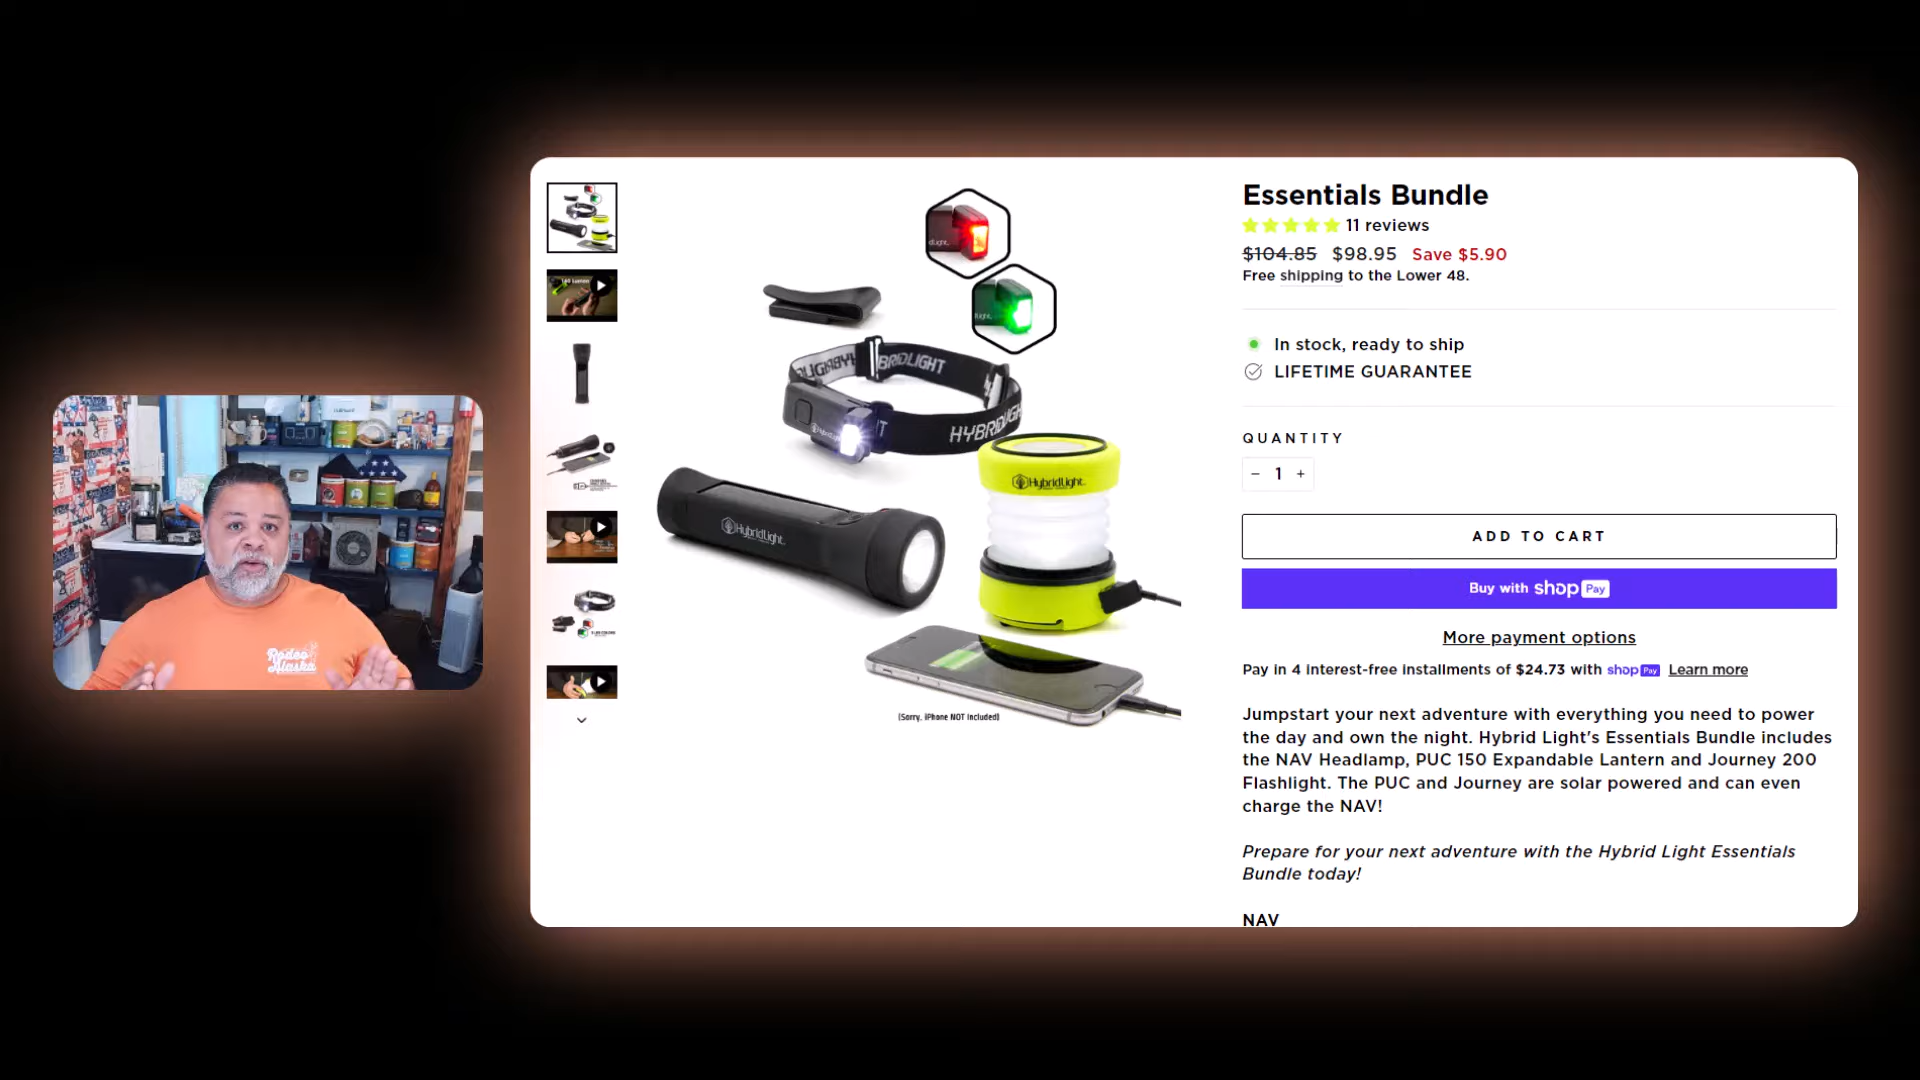 Essentials Bundle
11 reviews
$104.85 $98.95 Save $5.90
Free shipping to the Lower 48.
In stock, ready to ship
LIFETIME GUARANTEE
QUANTITY
− 1 +
ADD TO CART
Buy with shop Pay
More payment options
Pay in 4 interest-free installments of $24.73 with shop Pay Learn more
Jumpstart your next adventure with everything you need to power
the day and own the night. Hybrid Light's Essentials Bundle includes
the NAV Headlamp, PUC 150 Expandable Lantern and Journey 200
Flashlight. The PUC and Journey are solar powered and can even
charge the NAV!
Prepare for your next adventure with the Hybrid Light Essentials
Bundle today!
NAV
HYBRIDLIGHT
HybridLight
HybridLight
(Sorry, iPhone NOT included)
Rodeo
Alaska